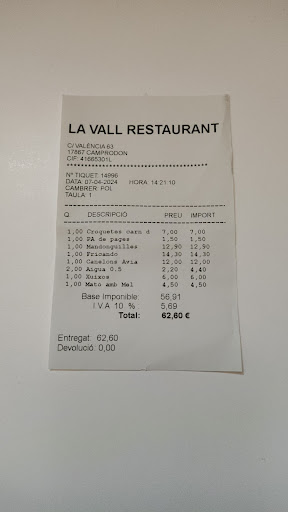 LA VALL RESTAURANT
C/ VALÈNCIA 63
17867 CAMPRODON
CIF: 41665301L
Nº TIQUET: 14996
DATA: 07-04-2024 HORA: 14:21:10
CAMBRER: POL
TAULA: 1
Q DESCRIPCIÓ PREU IMPORT
1,00 Croquetes carn d 7,00 7,00
1,00 PA de pages 1,50 1,50
1,00 Mandonguilles 12,90 12,90
1,00 Fricando 14,30 14,30
1,00 Canelons Avia 12,00 12,00
2,00 Aigua 0.5 2,20 4,40
1,00 Xuixos 6,00 6,00
1,00 Mato amb Mel 4,50 4,50
Base Imponible: 56,91
I.V.A 10 % 5,69
Total: 62,60 €
Entregat: 62,60
Devolució: 0,00